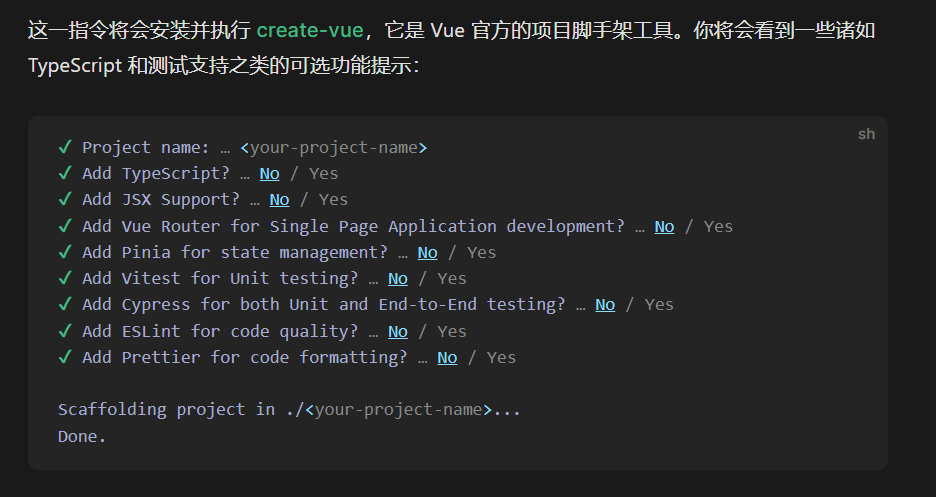 这一指令将会安装并执行 create-vue，它是 Vue 官方的项目脚手架工具。你将会看到一些诸如
TypeScript 和测试支持之类的可选功能提示：
sh
✔ Project name: … <your-project-name>
✔ Add TypeScript? … No / Yes
✔ Add JSX Support? … No / Yes
✔ Add Vue Router for Single Page Application development? … No / Yes
✔ Add Pinia for state management? … No / Yes
✔ Add Vitest for Unit testing? … No / Yes
✔ Add Cypress for both Unit and End-to-End testing? … No / Yes
✔ Add ESLint for code quality? … No / Yes
✔ Add Prettier for code formatting? … No / Yes
Scaffolding project in ./<your-project-name>...
Done.